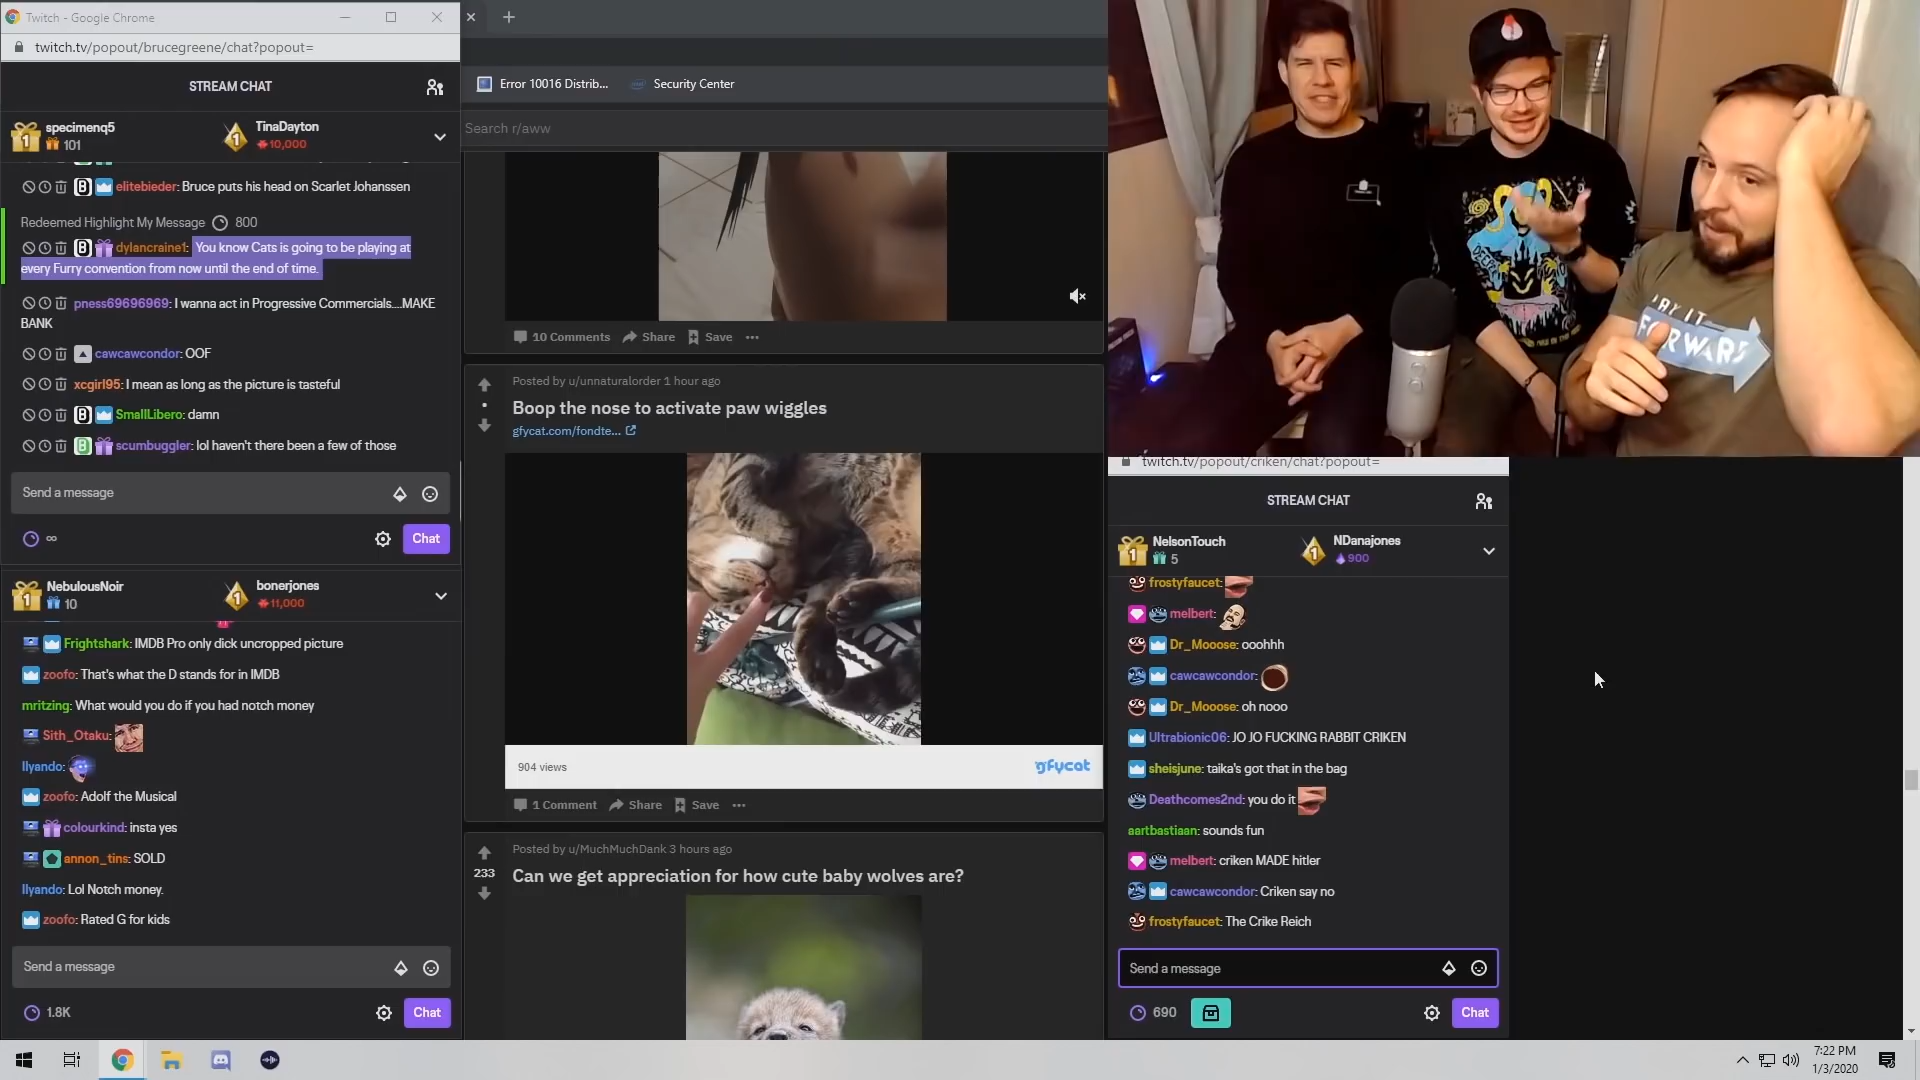 Twitch - Google Chrome
twitch.tv/popout/brucegreene/chat?popout=
STREAM CHAT
specimenq5
101
TinaDayton
10,000
elitebieder: Bruce puts his head on Scarlet Johanssen
Redeemed Highlight My Message 800
dylancraine1: You know Cats is going to be playing at
every Furry convention from now until the end of time.
pness69696969: I wanna act in Progressive Commercials....MAKE
BANK
cawcawcondor: OOF
xcgirl95: I mean as long as the picture is tasteful
SmallLibero: damn
scumbuggler: lol haven't there been a few of those
Send a message
∞
Chat
NebulousNoir
10
bonerjones
11,000
Frightshark: IMDB Pro only dick uncropped picture
zoofo: That's what the D stands for in IMDB
mritzing: What would you do if you had notch money
Sith_Otaku:
Ilyando:
zoofo: Adolf the Musical
colourkind: insta yes
annon_tins: SOLD
Ilyando: Lol Notch money.
zoofo: Rated G for kids
Send a message
1.8K
Chat
Error 10016 Distrib...
Security Center
Search r/aww
10 Comments Share Save
Posted by u/unnaturalorder 1 hour ago
Boop the nose to activate paw wiggles
gfycat.com/fondte...
904 views
gfycat
1 Comment Share Save
Posted by u/MuchMuchDank 3 hours ago
233
Can we get appreciation for how cute baby wolves are?
AY IT
FORWARD
twitch.tv/popout/criken/chat?popout=
STREAM CHAT
NelsonTouch
5
NDanajones
900
frostyfaucet:
melbert:
Dr_Mooose: ooohhh
cawcawcondor:
Dr_Mooose: oh nooo
Ultrabionic06: JO JO FUCKING RABBIT CRIKEN
sheisjune: taika's got that in the bag
Deathcomes2nd: you do it
aartbastiaan: sounds fun
melbert: criken MADE hitler
cawcawcondor: Criken say no
frostyfaucet: The Crike Reich
Send a message
690
Chat
7:22 PM
1/3/2020